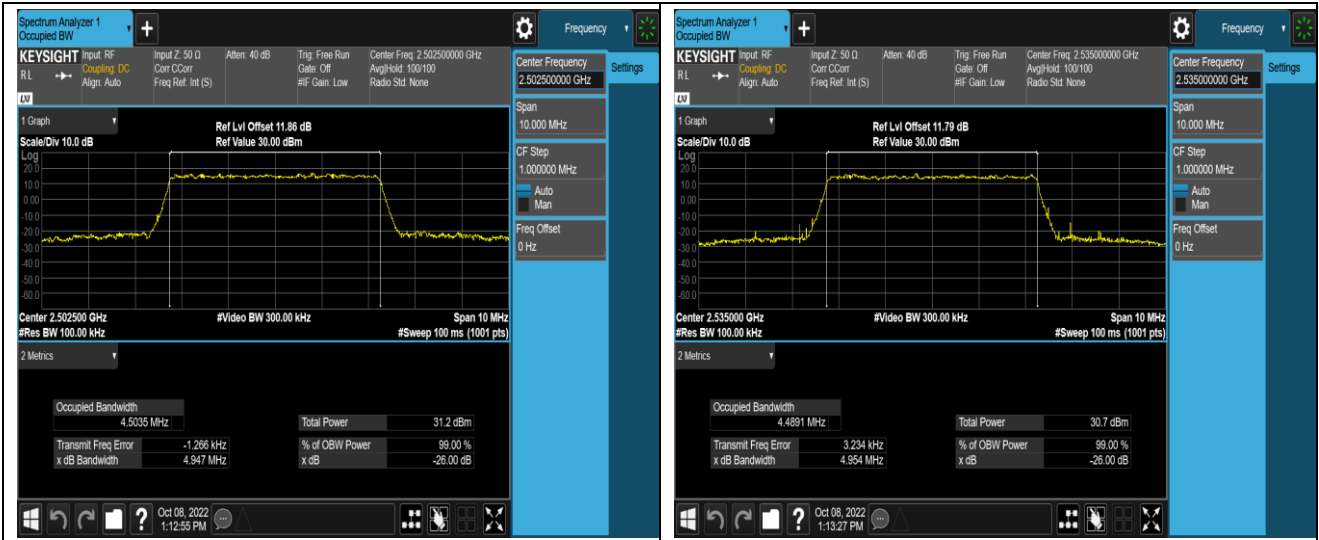 Spectrum Analyzer 1
Occupied BW
Frequency
KEYSIGHT
RL
Input: RF
Coupling: DC
Align: Auto
Input Z: 50 Ω
Corr CCorr
Freq Ref: Int (S)
Atten: 40 dB
Trig: Free Run
Gate: Off
#IF Gain: Low
Center Freq: 2.502500000 GHz
Avg|Hold: 100/100
Radio Std: None
Center Frequency
2.502500000 GHz
Settings
Span
10.000 MHz
CF Step
1.000000 MHz
Auto
Man
Freq Offset
0 Hz
1 Graph
Ref Lvl Offset 11.86 dB
Scale/Div 10.0 dB
Ref Value 30.00 dBm
Log
20.0
10.0
0.00
-10.0
-20.0
-30.0
-40.0
-50.0
-60.0
Center 2.502500 GHz
#Video BW 300.00 kHz
Span 10 MHz
#Res BW 100.00 kHz
#Sweep 100 ms (1001 pts)
2 Metrics
Occupied Bandwidth
4.5035 MHz
Total Power 31.2 dBm
Transmit Freq Error -1.266 kHz
% of OBW Power 99.00 %
x dB Bandwidth 4.947 MHz
x dB -26.00 dB
Oct 08, 2022
1:12:55 PM
Spectrum Analyzer 1
Occupied BW
Frequency
KEYSIGHT
RL
Input: RF
Coupling: DC
Align: Auto
Input Z: 50 Ω
Corr CCorr
Freq Ref: Int (S)
Atten: 40 dB
Trig: Free Run
Gate: Off
#IF Gain: Low
Center Freq: 2.535000000 GHz
Avg|Hold: 100/100
Radio Std: None
Center Frequency
2.535000000 GHz
Settings
Span
10.000 MHz
CF Step
1.000000 MHz
Auto
Man
Freq Offset
0 Hz
1 Graph
Ref Lvl Offset 11.79 dB
Scale/Div 10.0 dB
Ref Value 30.00 dBm
Log
20.0
10.0
0.00
-10.0
-20.0
-30.0
-40.0
-50.0
-60.0
Center 2.535000 GHz
#Video BW 300.00 kHz
Span 10 MHz
#Res BW 100.00 kHz
#Sweep 100 ms (1001 pts)
2 Metrics
Occupied Bandwidth
4.4891 MHz
Total Power 30.7 dBm
Transmit Freq Error 3.234 kHz
% of OBW Power 99.00 %
x dB Bandwidth 4.954 MHz
x dB -26.00 dB
Oct 08, 2022
1:13:27 PM